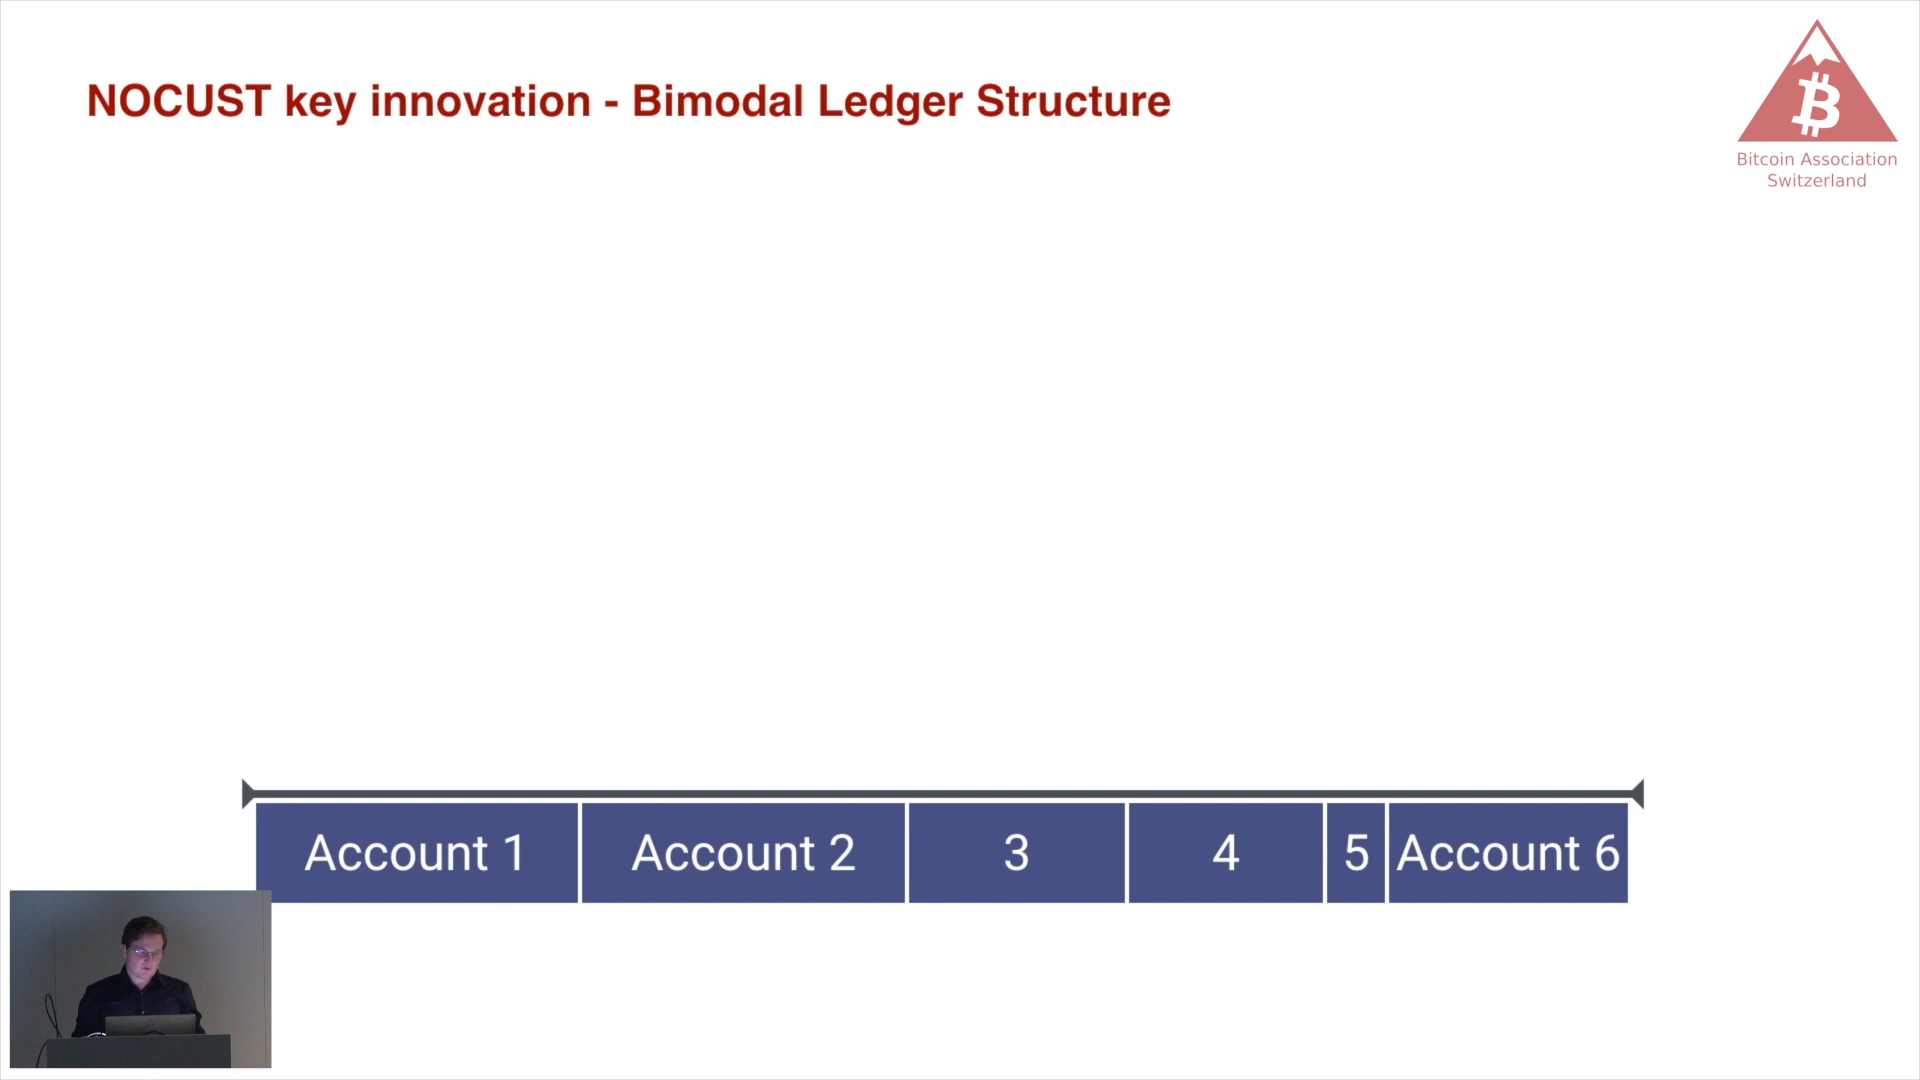 NOCUST key innovation - Bimodal Ledger Structure
Bitcoin Association
Switzerland
Account 1
Account 2
3
4
5
Account 6